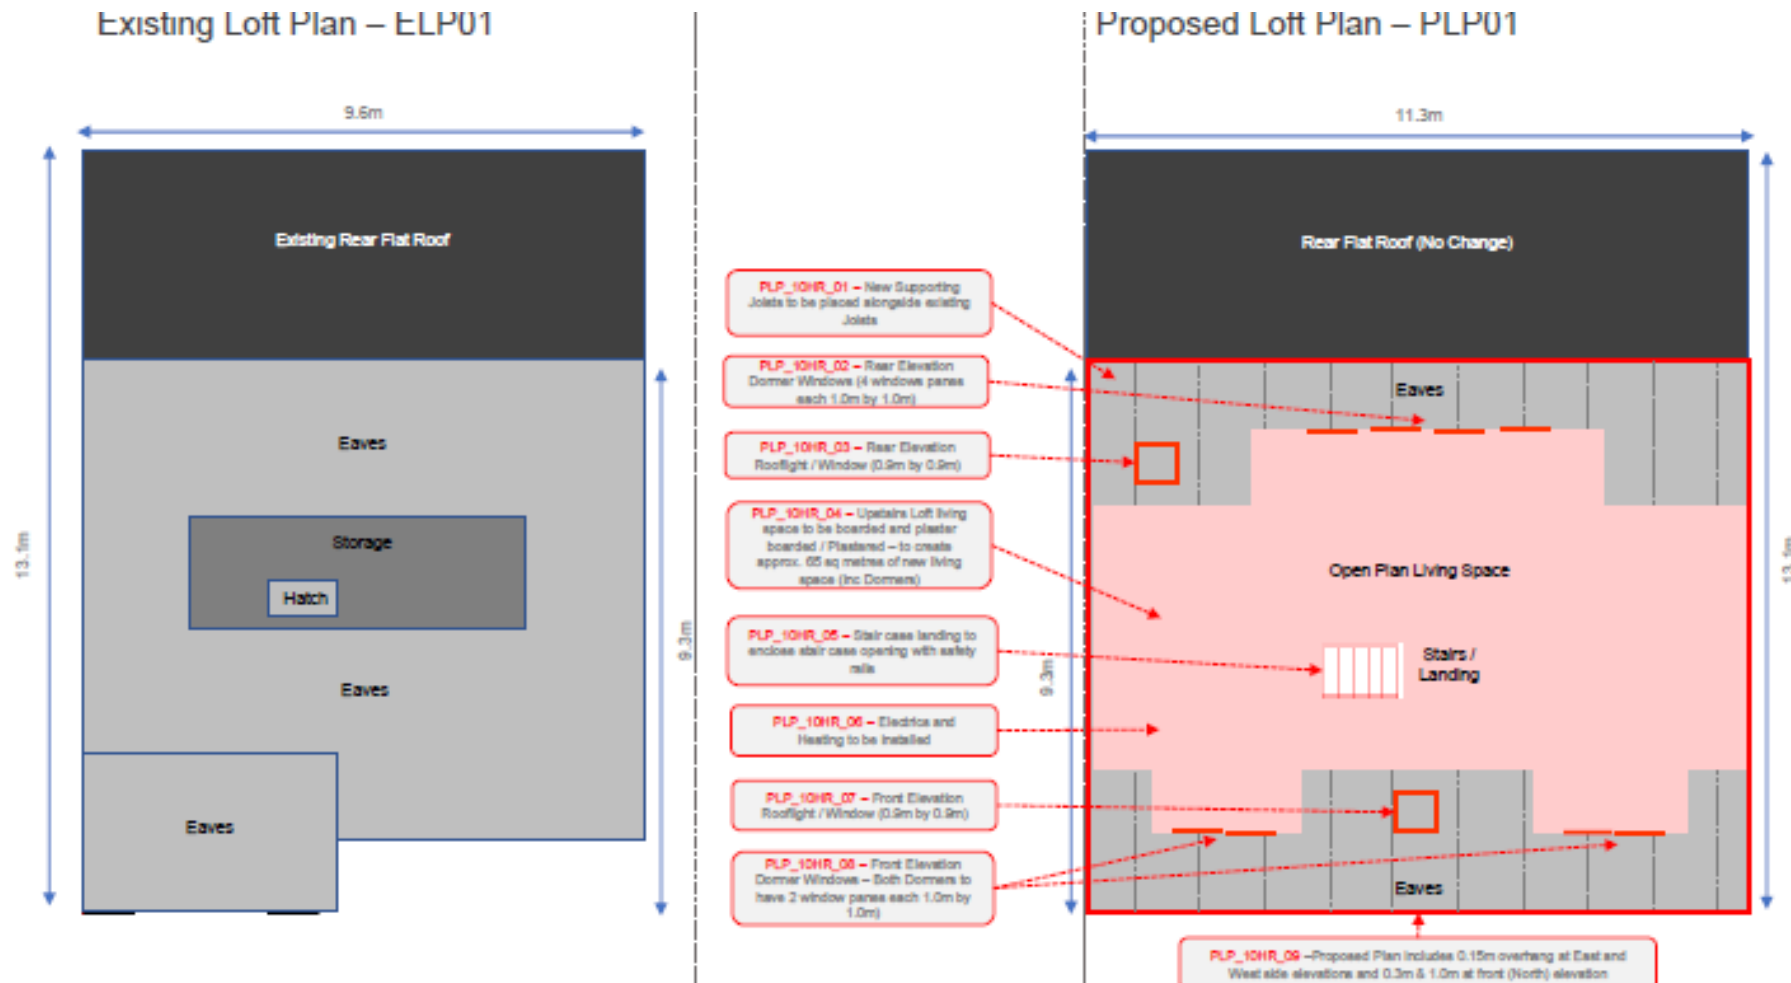 Existing Loft Plan – ELP01
Proposed Loft Plan – PLP01
9.6m
11.3m
13.1m
Existing Rear Flat Roof
Eaves
Storage
Hatch
Eaves
Eaves
9.3m
PLP_10HR_01 – New Supporting
Joists to be placed alongside existing
Joists
PLP_10HR_02 – Rear Elevation
Dormer Windows (4 windows panes
each 1.0m by 1.0m)
PLP_10HR_03 – Rear Elevation
Rooflight / Window (0.9m by 0.9m)
PLP_10HR_04 – Upstairs Loft living
space to be boarded and plaster
boarded / Plastered – to create
approx. 65 sq metres of new living
space (Inc Dormers)
PLP_10HR_05 – Stair case landing to
enclose stair case opening with safety
rails
PLP_10HR_06 – Electrics and
Heating to be installed
PLP_10HR_07 – Front Elevation
Rooflight / Window (0.9m by 0.9m)
PLP_10HR_08 – Front Elevation
Dormer Windows – Both Dormers to
have 2 window panes each 1.0m by
1.0m)
9.3m
Rear Flat Roof (No Change)
Eaves
Open Plan Living Space
Stairs /
Landing
Eaves
13.1m
PLP_10HR_09 –Proposed Plan includes 0.15m overhang at East and
West side elevations and 0.3m & 1.0m at front (North) elevation